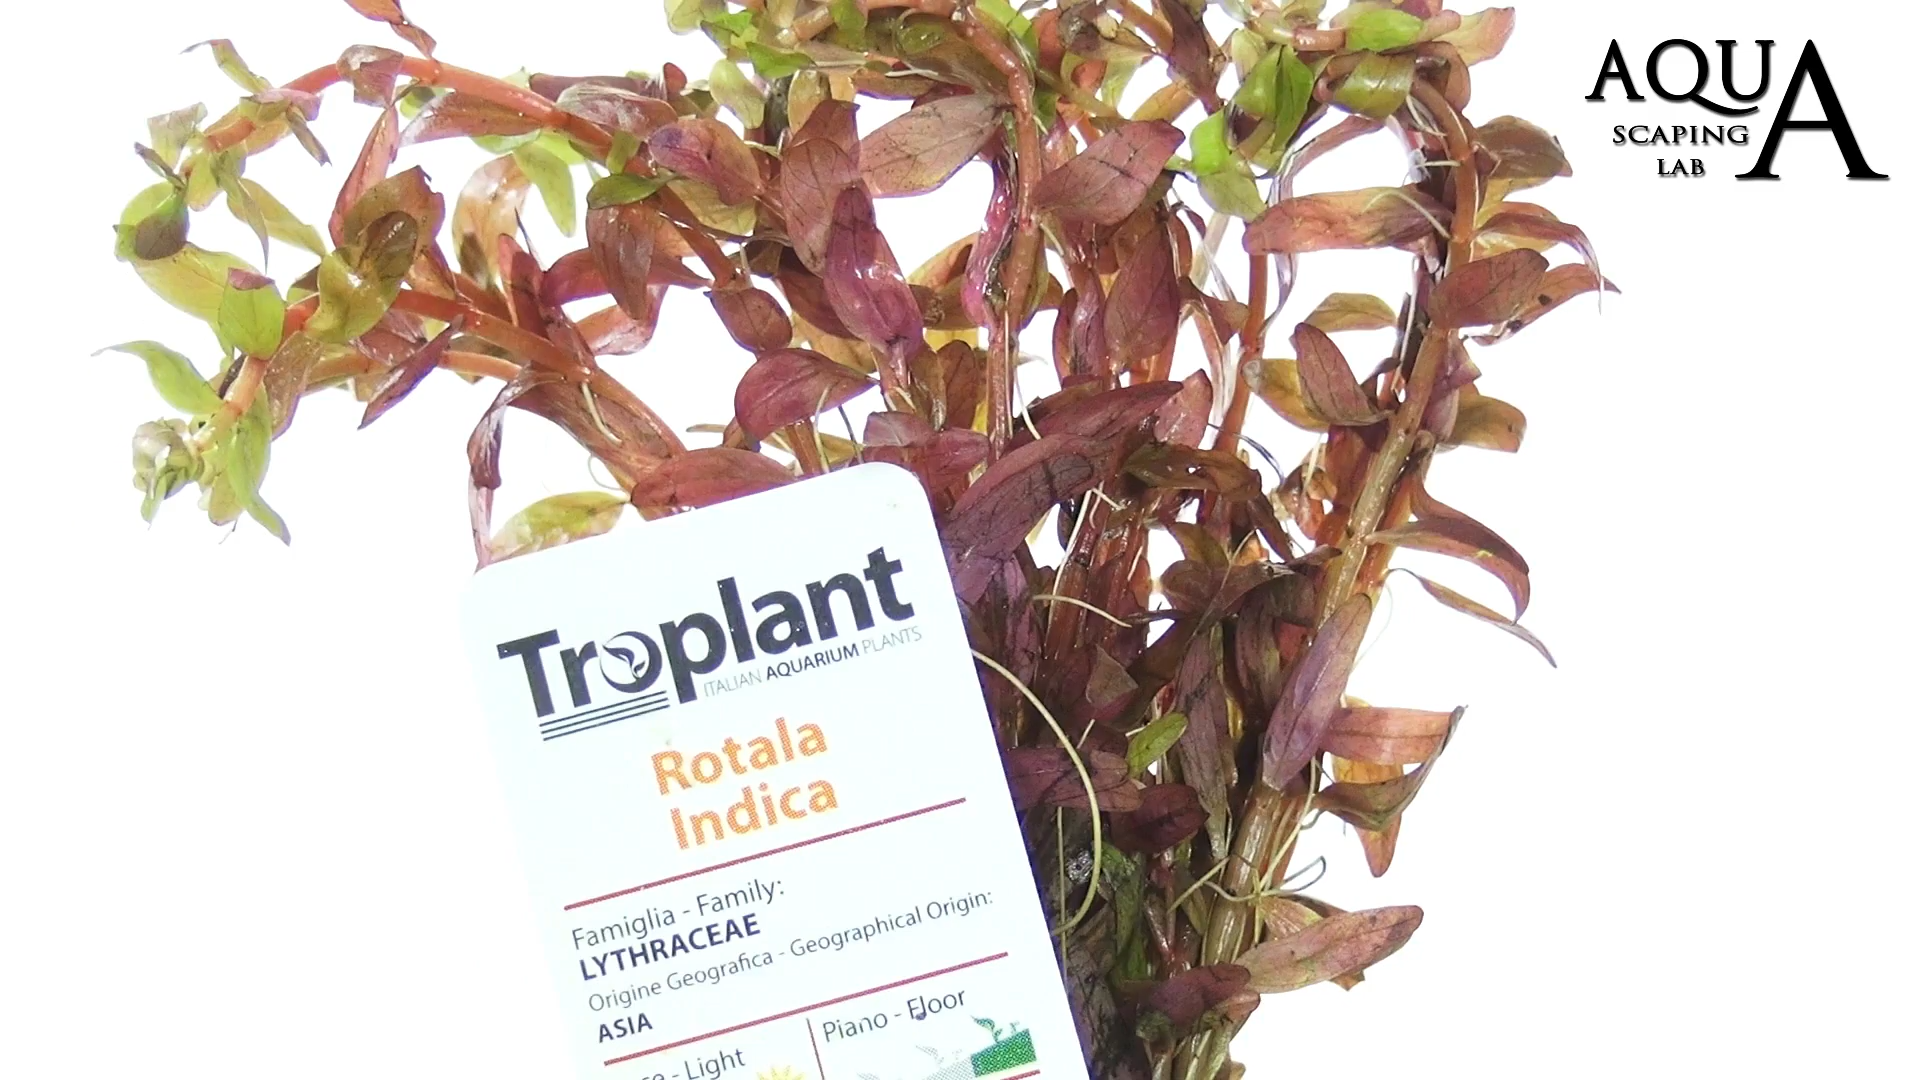 AQUA
SCAPING
LAB
Troplant
ITALIAN AQUARIUM PLANTS
Rotala
Indica
Famiglia - Family:
LYTHRACEAE
Origine Geografica - Geographical Origin:
ASIA
- Light
Piano - Floor